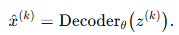 x̂⁽ᵏ⁾ = Decoder_θ(z⁽ᵏ⁾).